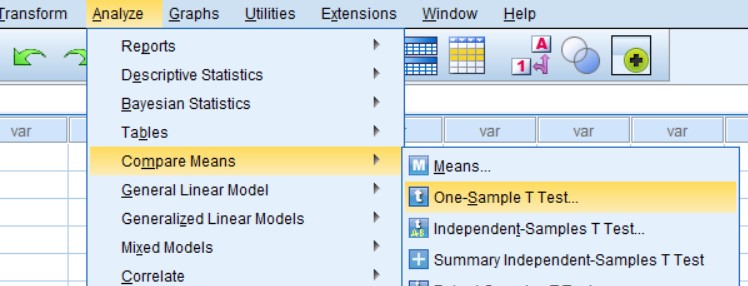 Transform Analyze Graphs Utilities Extensions Window Help
Reports
Descriptive Statistics
Bayesian Statistics
var Tables var var var
Compare Means Means...
General Linear Model One-Sample T Test...
Generalized Linear Models Independent-Samples T Test...
Mixed Models Summary Independent-Samples T Test
Correlate